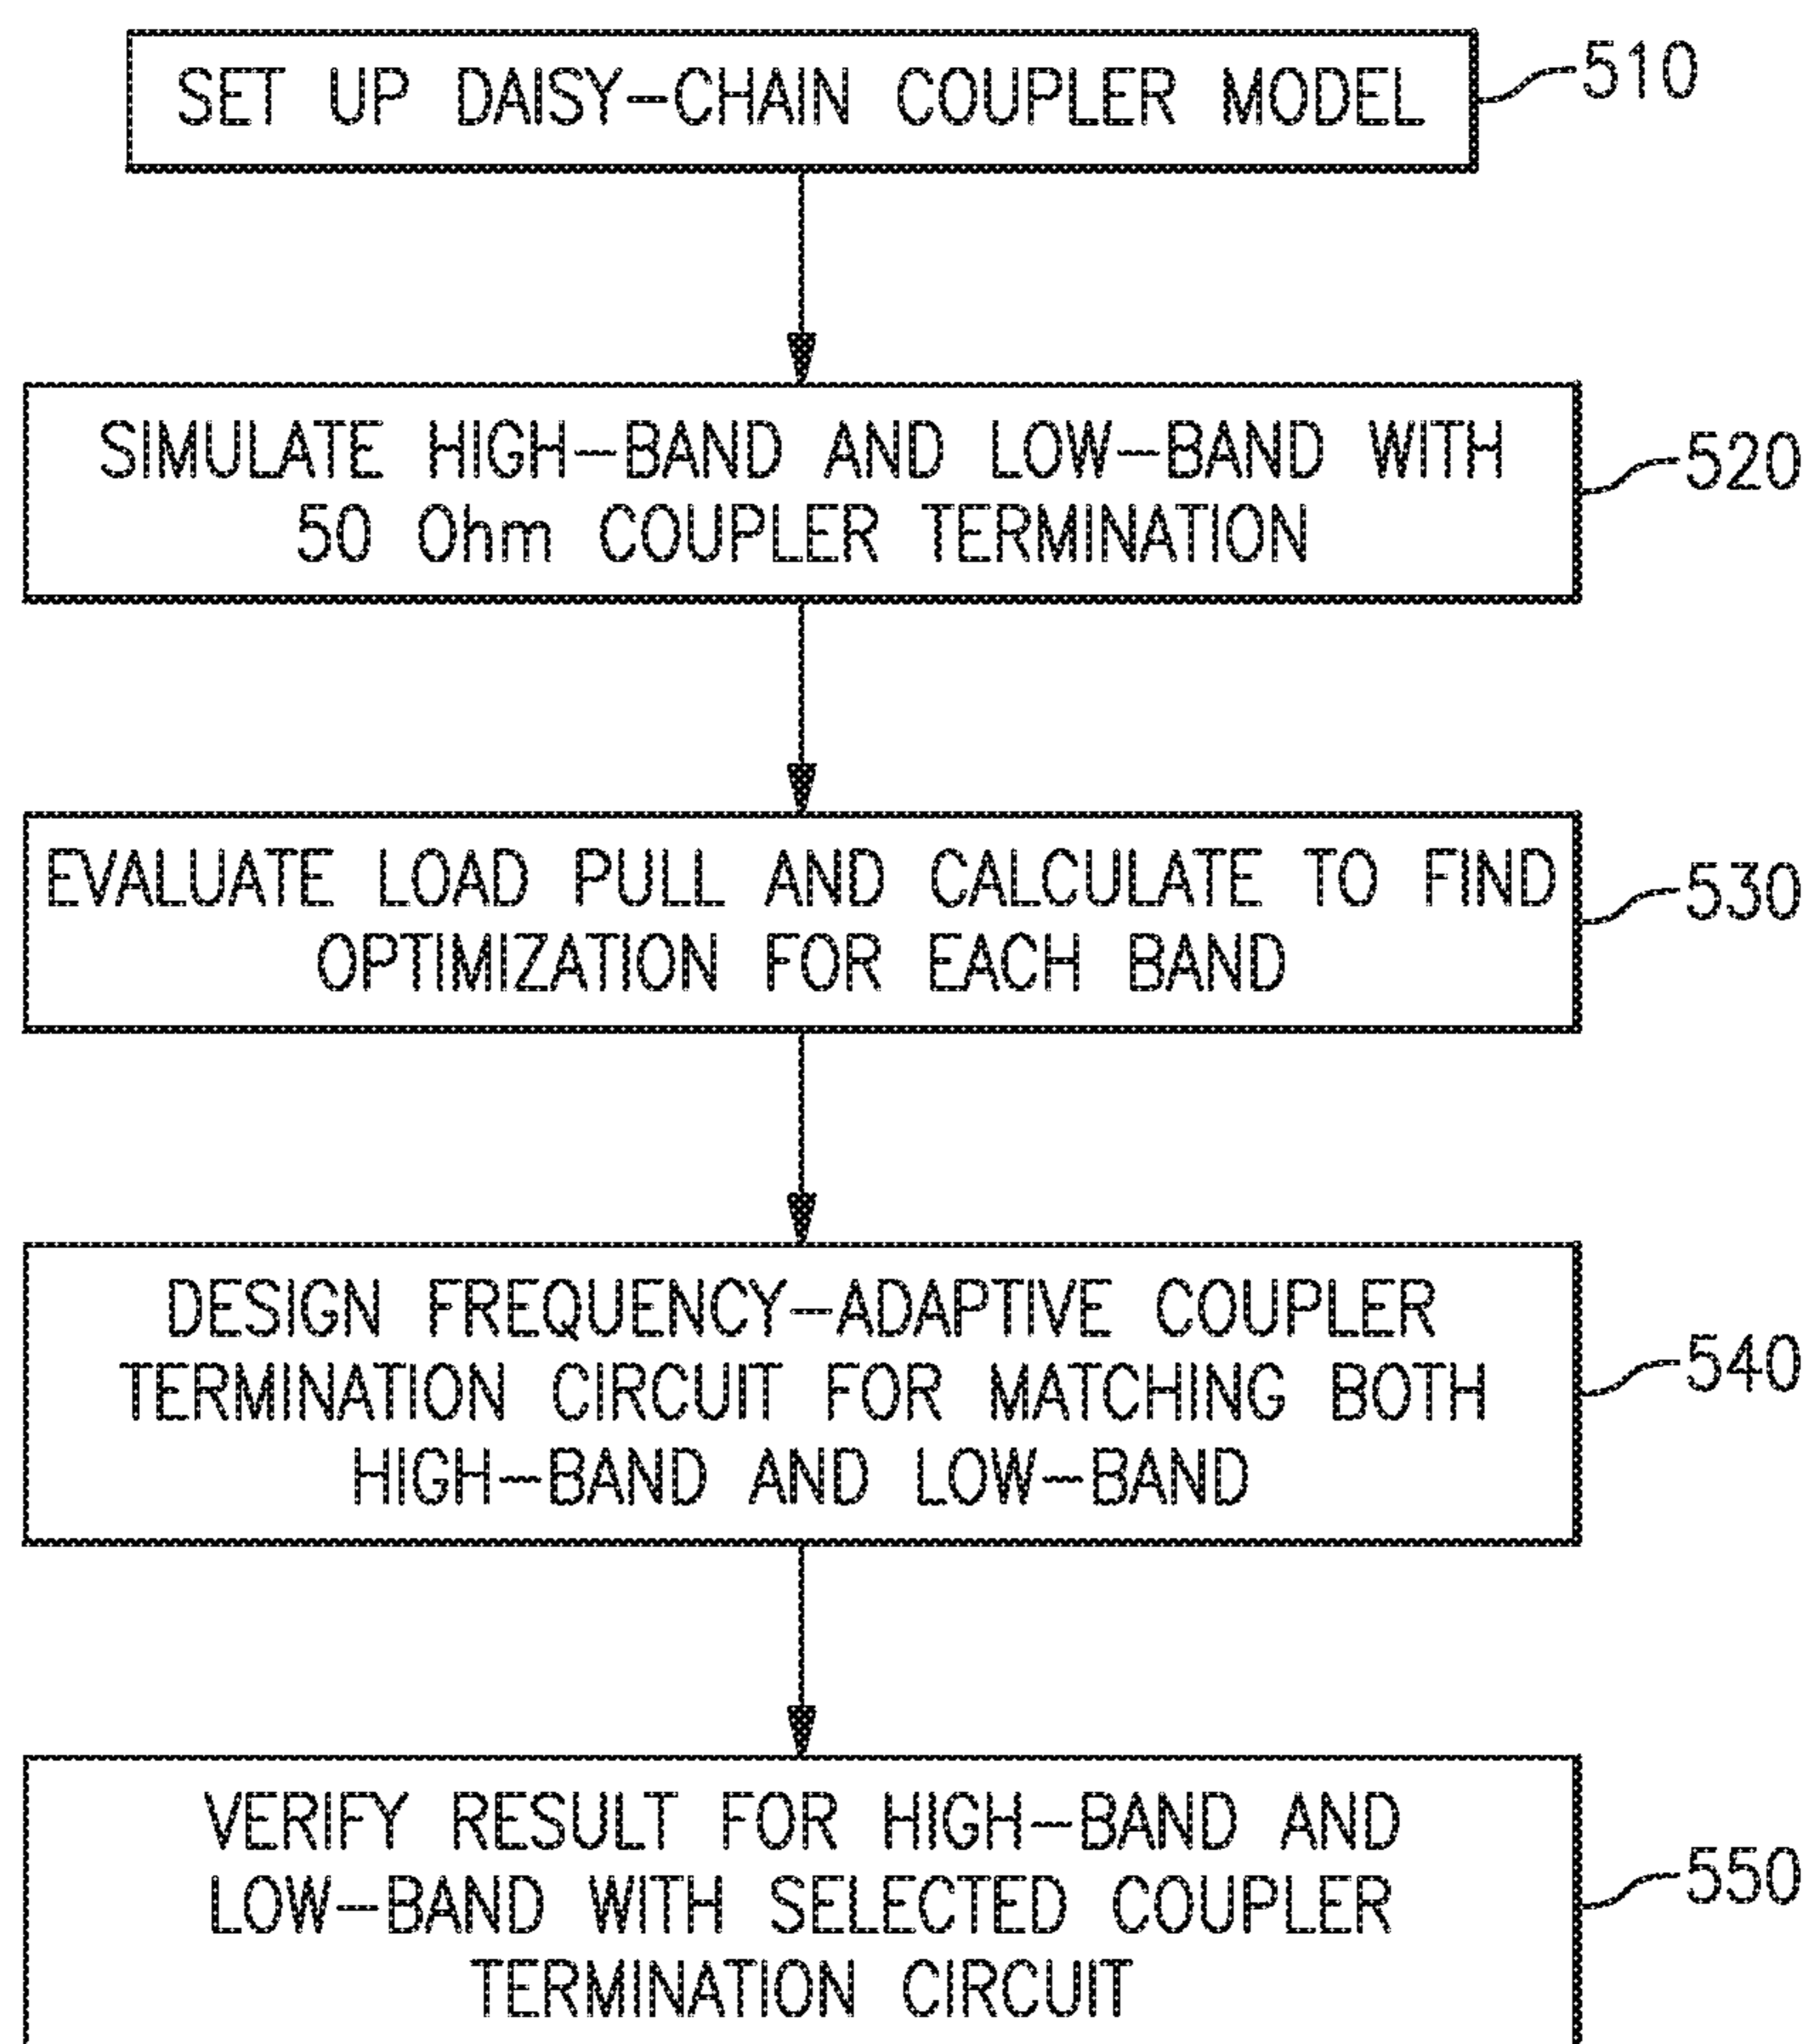 SET UP DAISY-CHAIN COUPLER MODEL
510
SIMULATE HIGH-BAND AND LOW-BAND WITH
50 Ohm COUPLER TERMINATION
520
EVALUATE LOAD PULL AND CALCULATE TO FIND
OPTIMIZATION FOR EACH BAND
530
DESIGN FREQUENCY-ADAPTIVE COUPLER
TERMINATION CIRCUIT FOR MATCHING BOTH
HIGH-BAND AND LOW-BAND
540
VERIFY RESULT FOR HIGH-BAND AND
LOW-BAND WITH SELECTED COUPLER
TERMINATION CIRCUIT
550